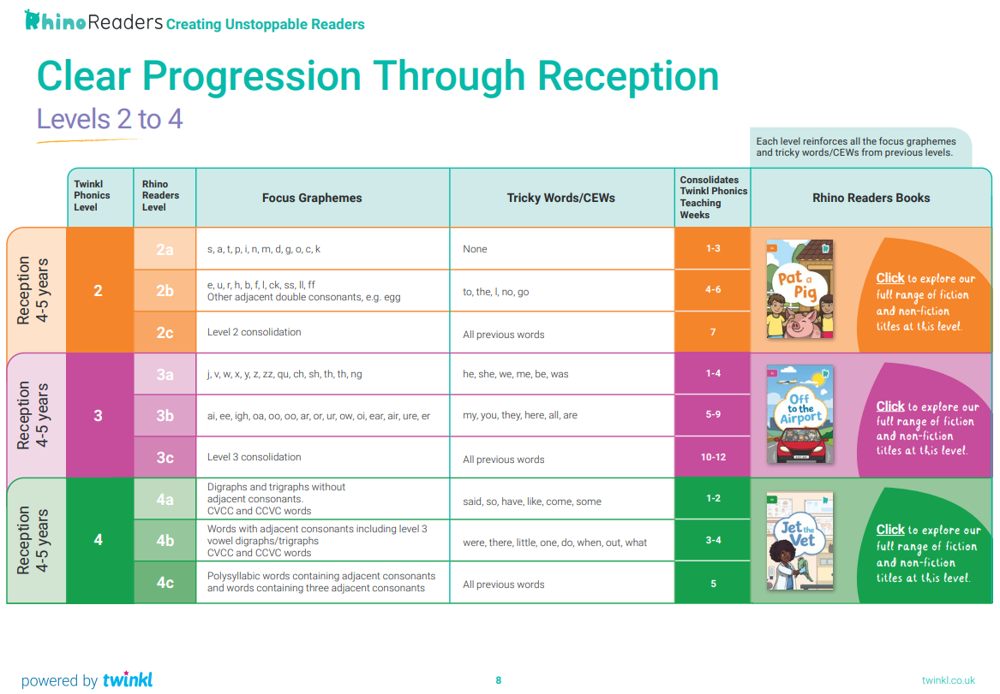 RhinoReaders Creating Unstoppable Readers
Clear Progression Through Reception
Levels 2 to 4
Each level reinforces all the focus graphemes
and tricky words/CEWs from previous levels.
Twinkl
Phonics
Level
Rhino
Readers
Level
Focus Graphemes
Tricky Words/CEWs
Consolidates
Twinkl Phonics
Teaching
Weeks
Rhino Readers Books
Reception
4-5 years
2
2a
s, a, t, p, i, n, m, d, g, o, c, k
None
1-3
2b
e, u, r, h, b, f, l, ck, ss, ll, ff
Other adjacent double consonants, e.g. egg
to, the, I, no, go
4-6
2c
Level 2 consolidation
All previous words
7
Pat a
Pig
Click to explore our
full range of fiction
and non-fiction
titles at this level.
Reception
4-5 years
3
3a
j, v, w, x, y, z, zz, qu, ch, sh, th, th, ng
he, she, we, me, be, was
1-4
3b
ai, ee, igh, oa, oo, oo, ar, or, ur, ow, oi, ear, air, ure, er
my, you, they, here, all, are
5-9
3c
Level 3 consolidation
All previous words
10-12
Off
to the
Airport
Click to explore our
full range of fiction
and non-fiction
titles at this level.
Reception
4-5 years
4
4a
Digraphs and trigraphs without
adjacent consonants.
CVCC and CCVC words
said, so, have, like, come, some
1-2
4b
Words with adjacent consonants including level 3
vowel digraphs/trigraphs
CVCC and CCVC words
were, there, little, one, do, when, out, what
3-4
4c
Polysyllabic words containing adjacent consonants
and words containing three adjacent consonants
All previous words
5
Jet the
Vet
Click to explore our
full range of fiction
and non-fiction
titles at this level.
powered by twinkl
8
twinkl.co.uk